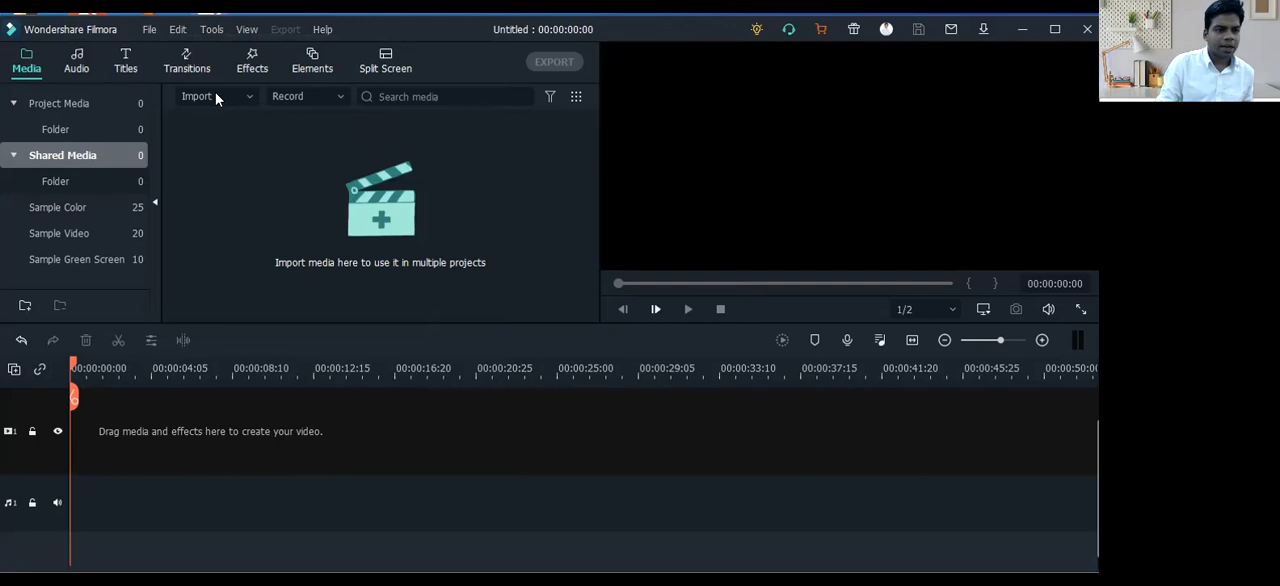 Wondershare Filmora File Edit Tools View Export Help Untitled : 00:00:00:00
Media Audio Titles Transitions Effects Elements Split Screen EXPORT
Import Record Search media
Project Media 0
Folder 0
Shared Media 0
Folder 0
Sample Color 25
Sample Video 20
Sample Green Screen 10
Import media here to use it in multiple projects
00:00:00:00
1/2
00:00:00:00 00:00:04:05 00:00:08:10 00:00:12:15 00:00:16:20 00:00:20:25 00:00:25:00 00:00:29:05 00:00:33:10 00:00:37:15 00:00:41:20 00:00:45:25 00:00:50:0
1 Drag media and effects here to create your video.
1